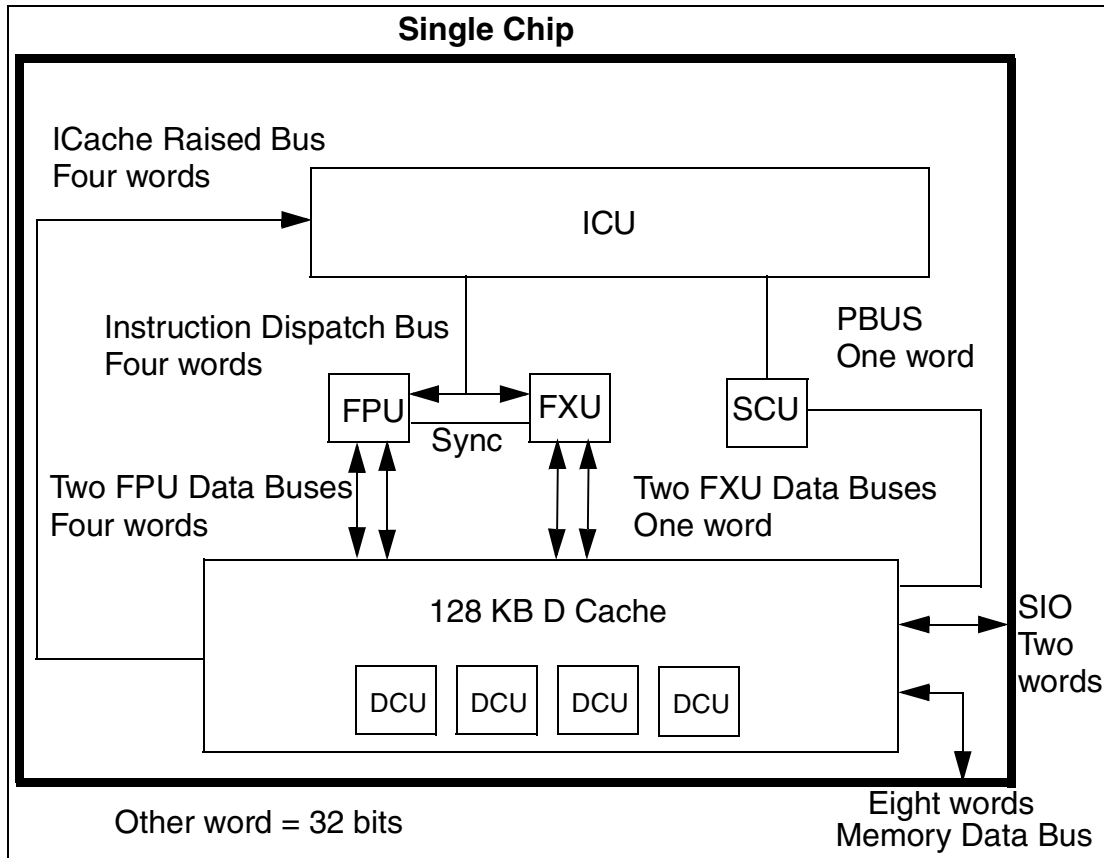 Single Chip
ICache Raised Bus
Four words
ICU
Instruction Dispatch Bus
Four words
PBUS
One word
FPU
FXU
SCU
Sync
Two FPU Data Buses
Four words
Two FXU Data Buses
One word
128 KB D Cache
SIO
Two
words
DCU
DCU
DCU
DCU
Other word = 32 bits
Eight words
Memory Data Bus